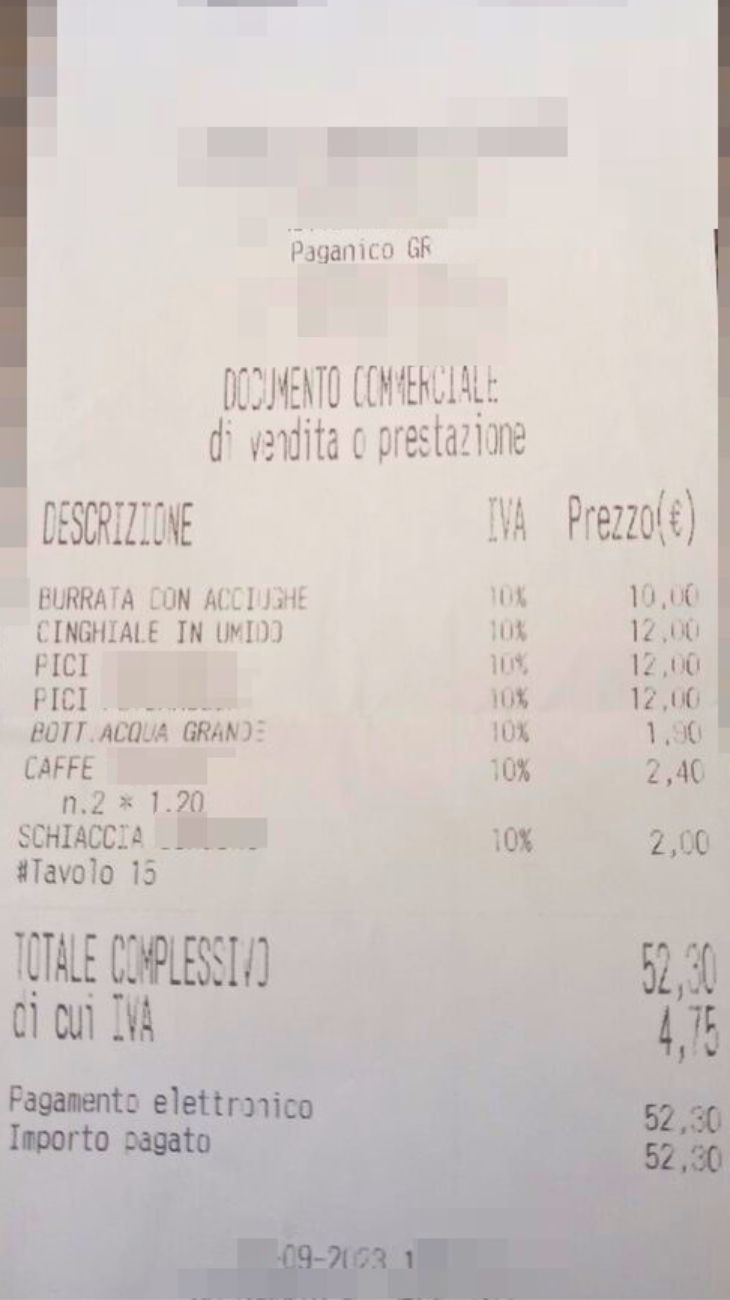 Paganico GR
DOCUMENTO COMMERCIALE
di vendita o prestazione
DESCRIZIONE IVA Prezzo(€)
BURRATA CON ACCIUGHE 10% 10,00
CINGHIALE IN UMIDO 10% 12,00
PICI 10% 12,00
PICI 10% 12,00
BOTT.ACQUA GRANDE 10% 1,90
CAFFE 10% 2,40
n.2 * 1.20
SCHIACCIA 10% 2,00
#Tavolo 15
TOTALE COMPLESSIVO 52,30
di cui IVA 4,75
Pagamento elettronico 52,30
Importo pagato 52,30
-09-2023 1